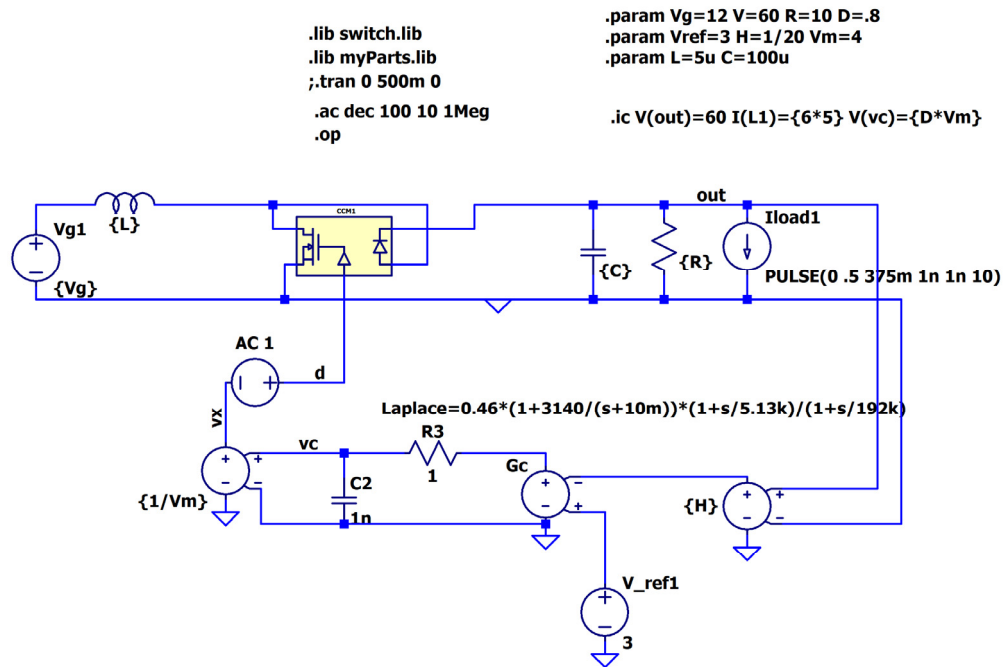 .lib switch.lib
.lib myParts.lib
;.tran 0 500m 0
.ac dec 100 10 1Meg
.op
.param Vg=12 V=60 R=10 D=.8
.param Vref=3 H=1/20 Vm=4
.param L=5u C=100u
.ic V(out)=60 I(L1)={6*5} V(vc)={D*Vm}
Vg1
{Vg}
{L}
CCM1
out
{C}
{R}
Iload1
PULSE(0 .5 375m 1n 1n 10)
AC 1
d
vx
Laplace=0.46*(1+3140/(s+10m))*(1+s/5.13k)/(1+s/192k)
{1/Vm}
vc
C2
1n
R3
1
Gc
{H}
V_ref1
3